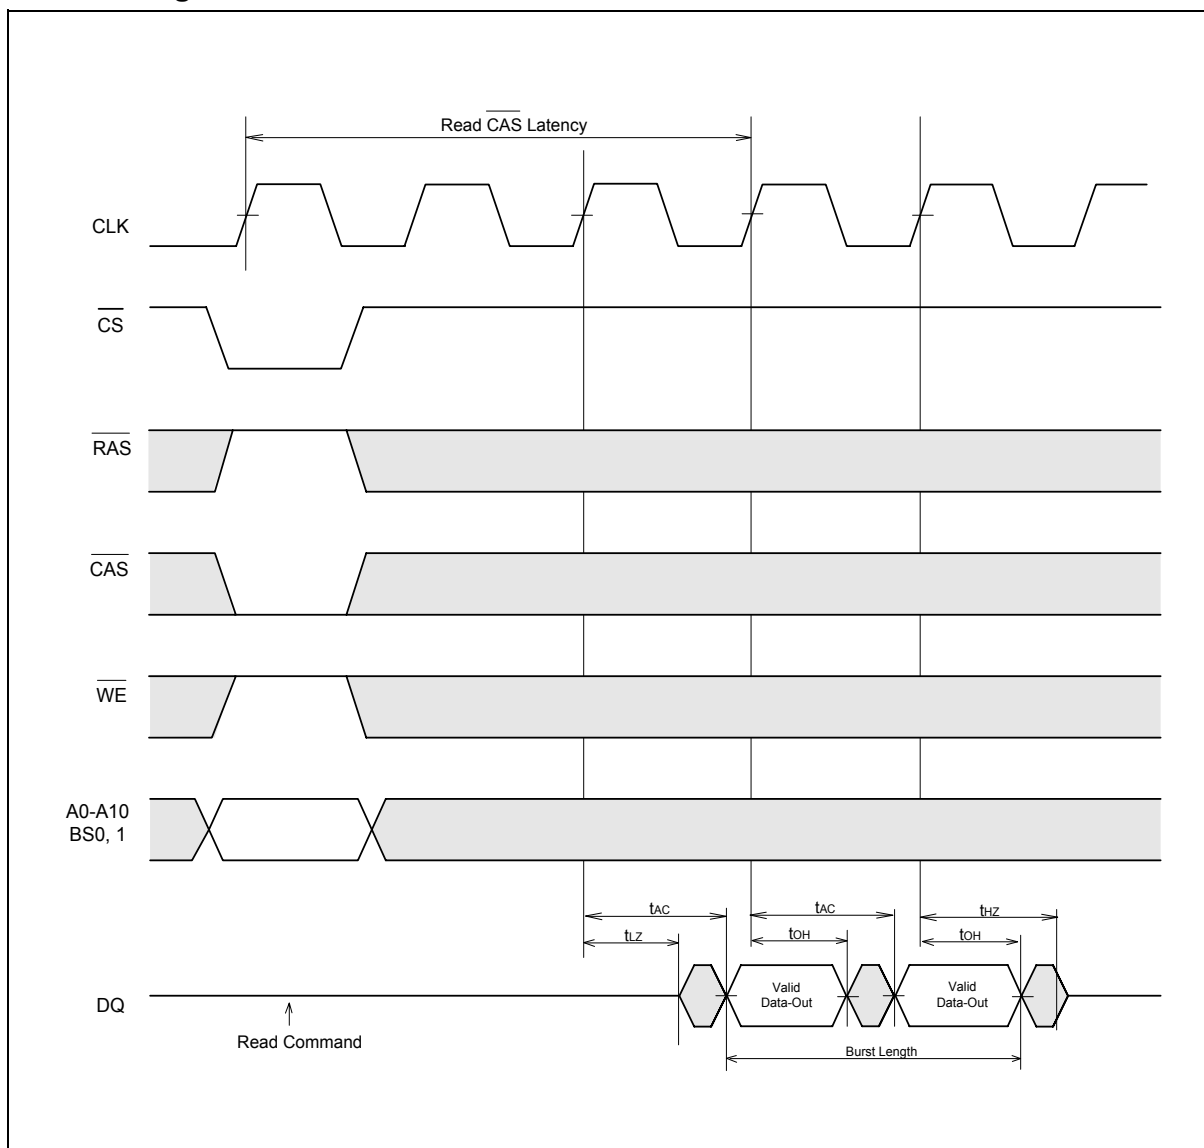 Read CAS Latency
CLK
CS
RAS
CAS
WE
A0-A10
BS0, 1
tAC
tAC
tHZ
tLZ
tOH
tOH
DQ
Valid
Data-Out
Valid
Data-Out
Read Command
Burst Length